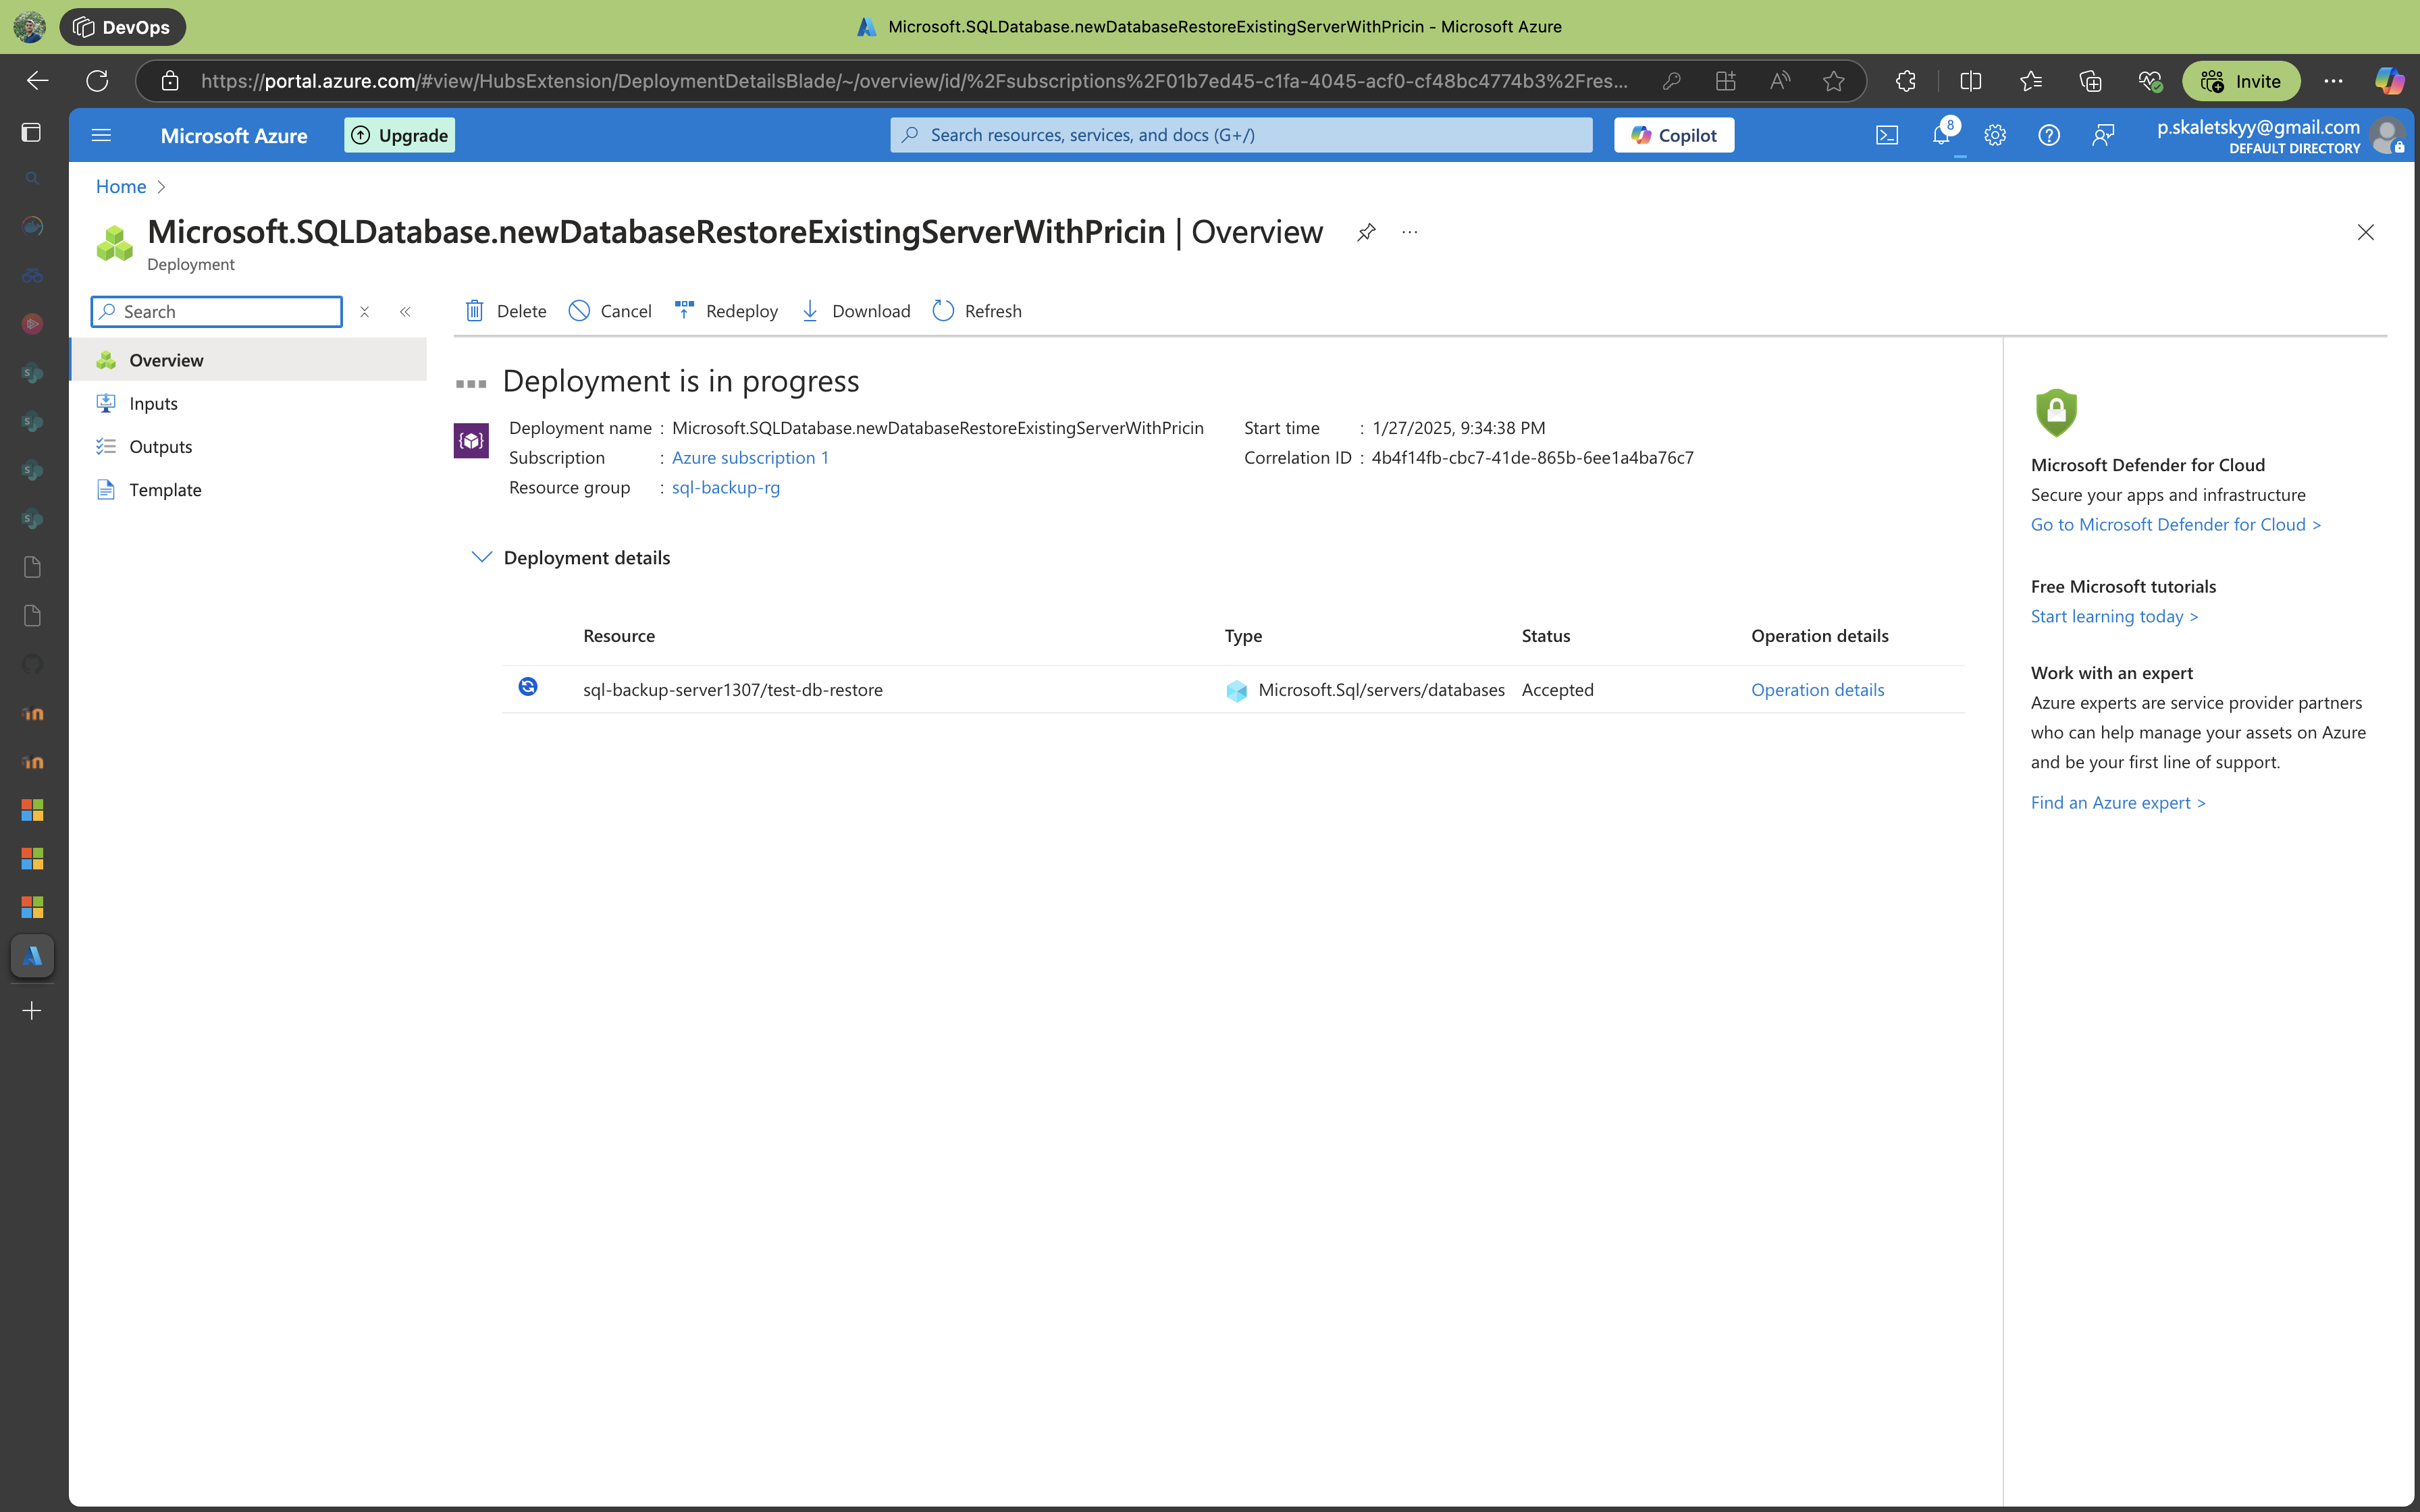 DevOps
Microsoft.SQLDatabase.newDatabaseRestoreExistingServerWithPricin - Microsoft Azure
https://portal.azure.com/#view/HubsExtension/DeploymentDetailsBlade/~/overview/id/%2Fsubscriptions%2F01b7ed45-c1fa-4045-acf0-cf48bc4774b3%2Fres...
Invite
Microsoft Azure
Upgrade
Search resources, services, and docs (G+/)
Copilot
8
p.skaletskyy@gmail.com
DEFAULT DIRECTORY
Home
Microsoft.SQLDatabase.newDatabaseRestoreExistingServerWithPricin | Overview
Deployment
Search
Delete
Cancel
Redeploy
Download
Refresh
Overview
Inputs
Outputs
Template
Deployment is in progress
Deployment name : Microsoft.SQLDatabase.newDatabaseRestoreExistingServerWithPricin
Subscription : Azure subscription 1
Resource group : sql-backup-rg
Start time : 1/27/2025, 9:34:38 PM
Correlation ID : 4b4f14fb-cbc7-41de-865b-6ee1a4ba76c7
Deployment details
Resource Type Status Operation details
sql-backup-server1307/test-db-restore Microsoft.Sql/servers/databases Accepted Operation details
Microsoft Defender for Cloud
Secure your apps and infrastructure
Go to Microsoft Defender for Cloud >
Free Microsoft tutorials
Start learning today >
Work with an expert
Azure experts are service provider partners
who can help manage your assets on Azure
and be your first line of support.
Find an Azure expert >